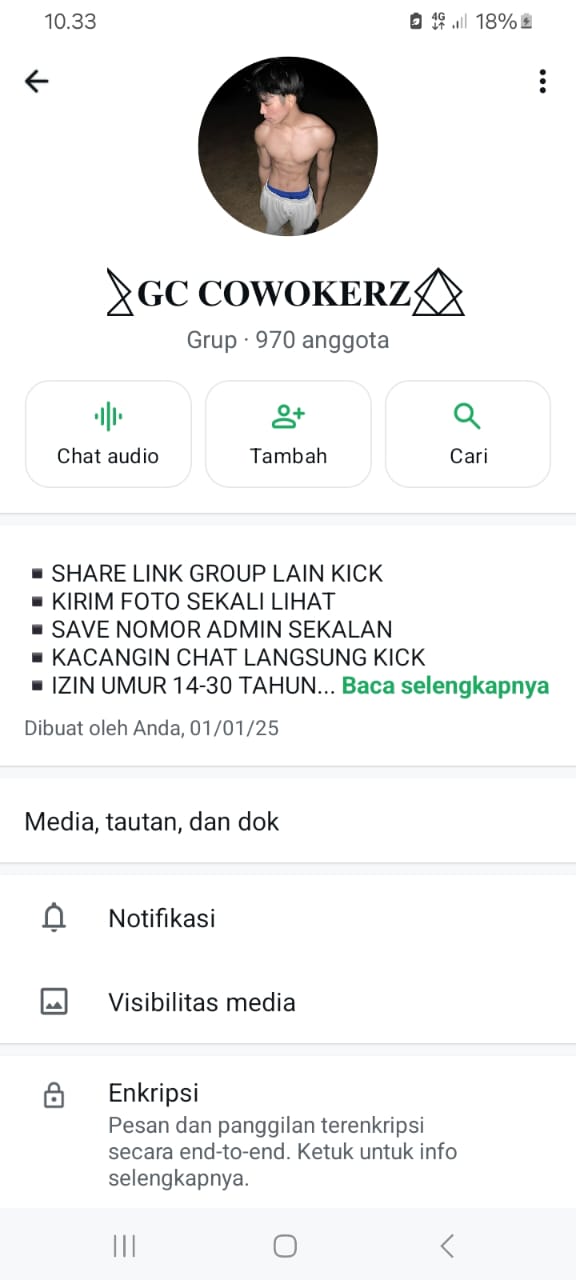 10.33
4G
18%
GC COWOKERZ
Grup · 970 anggota
Chat audio
Tambah
Cari
▪ SHARE LINK GROUP LAIN KICK
▪ KIRIM FOTO SEKALI LIHAT
▪ SAVE NOMOR ADMIN SEKALAN
▪ KACANGIN CHAT LANGSUNG KICK
▪ IZIN UMUR 14-30 TAHUN... Baca selengkapnya
Dibuat oleh Anda, 01/01/25
Media, tautan, dan dok
Notifikasi
Visibilitas media
Enkripsi
Pesan dan panggilan terenkripsi
secara end-to-end. Ketuk untuk info
selengkapnya.